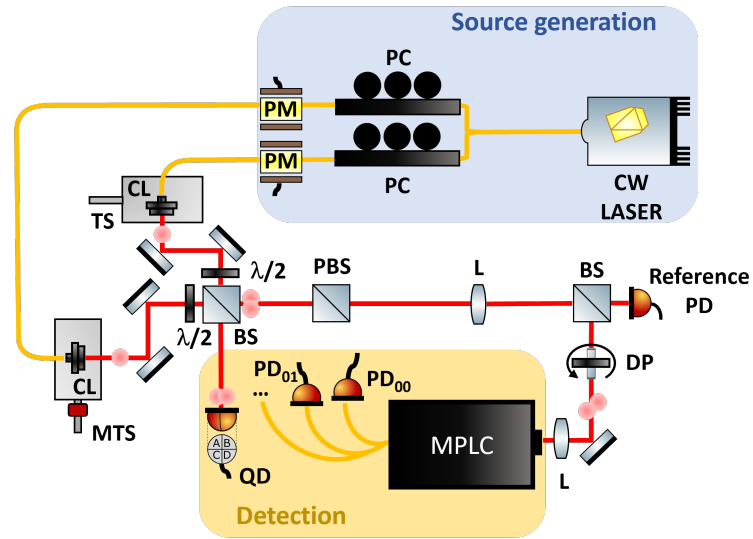 Source generation
PC
PM
PM
PC
CW
LASER
CL
TS
λ/2
PBS
L
BS
Reference
PD
λ/2
BS
DP
CL
MTS
PD01
PD00
...
A B
C D
QD
MPLC
L
Detection